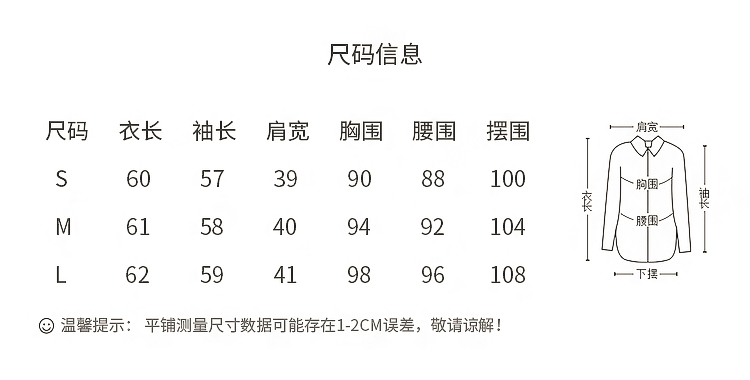 尺码信息
尺码 衣长 袖长 肩宽 胸围 腰围 摆围
S 60 57 39 90 88 100
M 61 58 40 94 92 104
L 62 59 41 98 96 108
温馨提示： 平铺测量尺寸数据可能存在1-2CM误差，敬请谅解！
肩宽
胸围
衣长
袖长
腰围
下摆